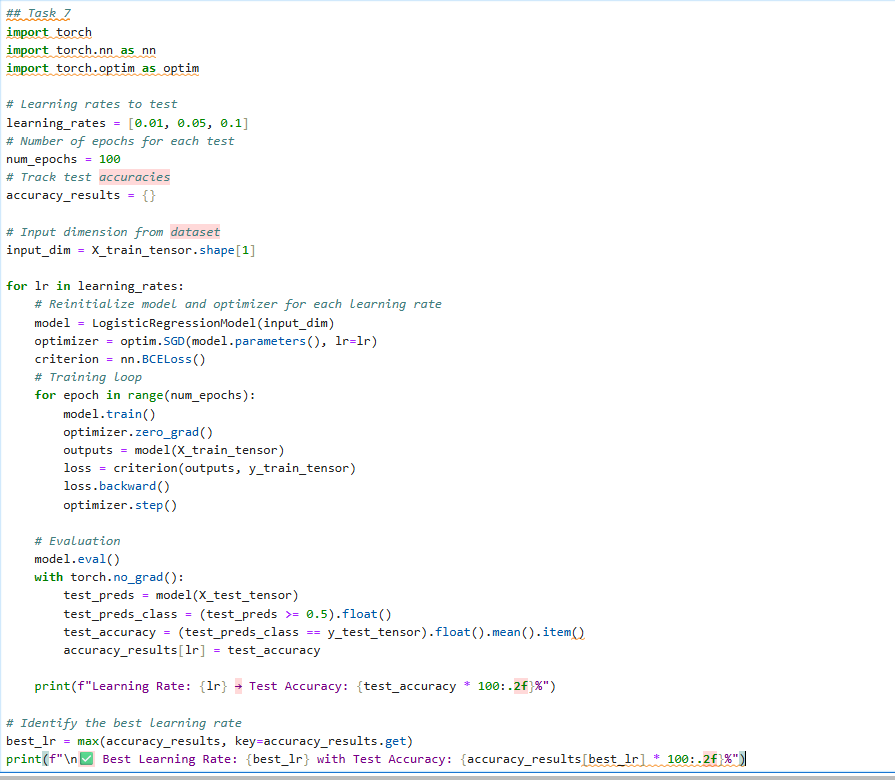 ## Task 7
import torch
import torch.nn as nn
import torch.optim as optim
# Learning rates to test
learning_rates = [0.01, 0.05, 0.1]
# Number of epochs for each test
num_epochs = 100
# Track test accuracies
accuracy_results = {}
# Input dimension from dataset
input_dim = X_train_tensor.shape[1]
for lr in learning_rates:
    # Reinitialize model and optimizer for each learning rate
    model = LogisticRegressionModel(input_dim)
    optimizer = optim.SGD(model.parameters(), lr=lr)
    criterion = nn.BCELoss()
    # Training loop
    for epoch in range(num_epochs):
        model.train()
        optimizer.zero_grad()
        outputs = model(X_train_tensor)
        loss = criterion(outputs, y_train_tensor)
        loss.backward()
        optimizer.step()
    # Evaluation
    model.eval()
    with torch.no_grad():
        test_preds = model(X_test_tensor)
        test_preds_class = (test_preds >= 0.5).float()
        test_accuracy = (test_preds_class == y_test_tensor).float().mean().item()
        accuracy_results[lr] = test_accuracy
    print(f"Learning Rate: {lr} → Test Accuracy: {test_accuracy * 100:.2f}%")
# Identify the best learning rate
best_lr = max(accuracy_results, key=accuracy_results.get)
print(f"\n✅ Best Learning Rate: {best_lr} with Test Accuracy: {accuracy_results[best_lr] * 100:.2f}%")